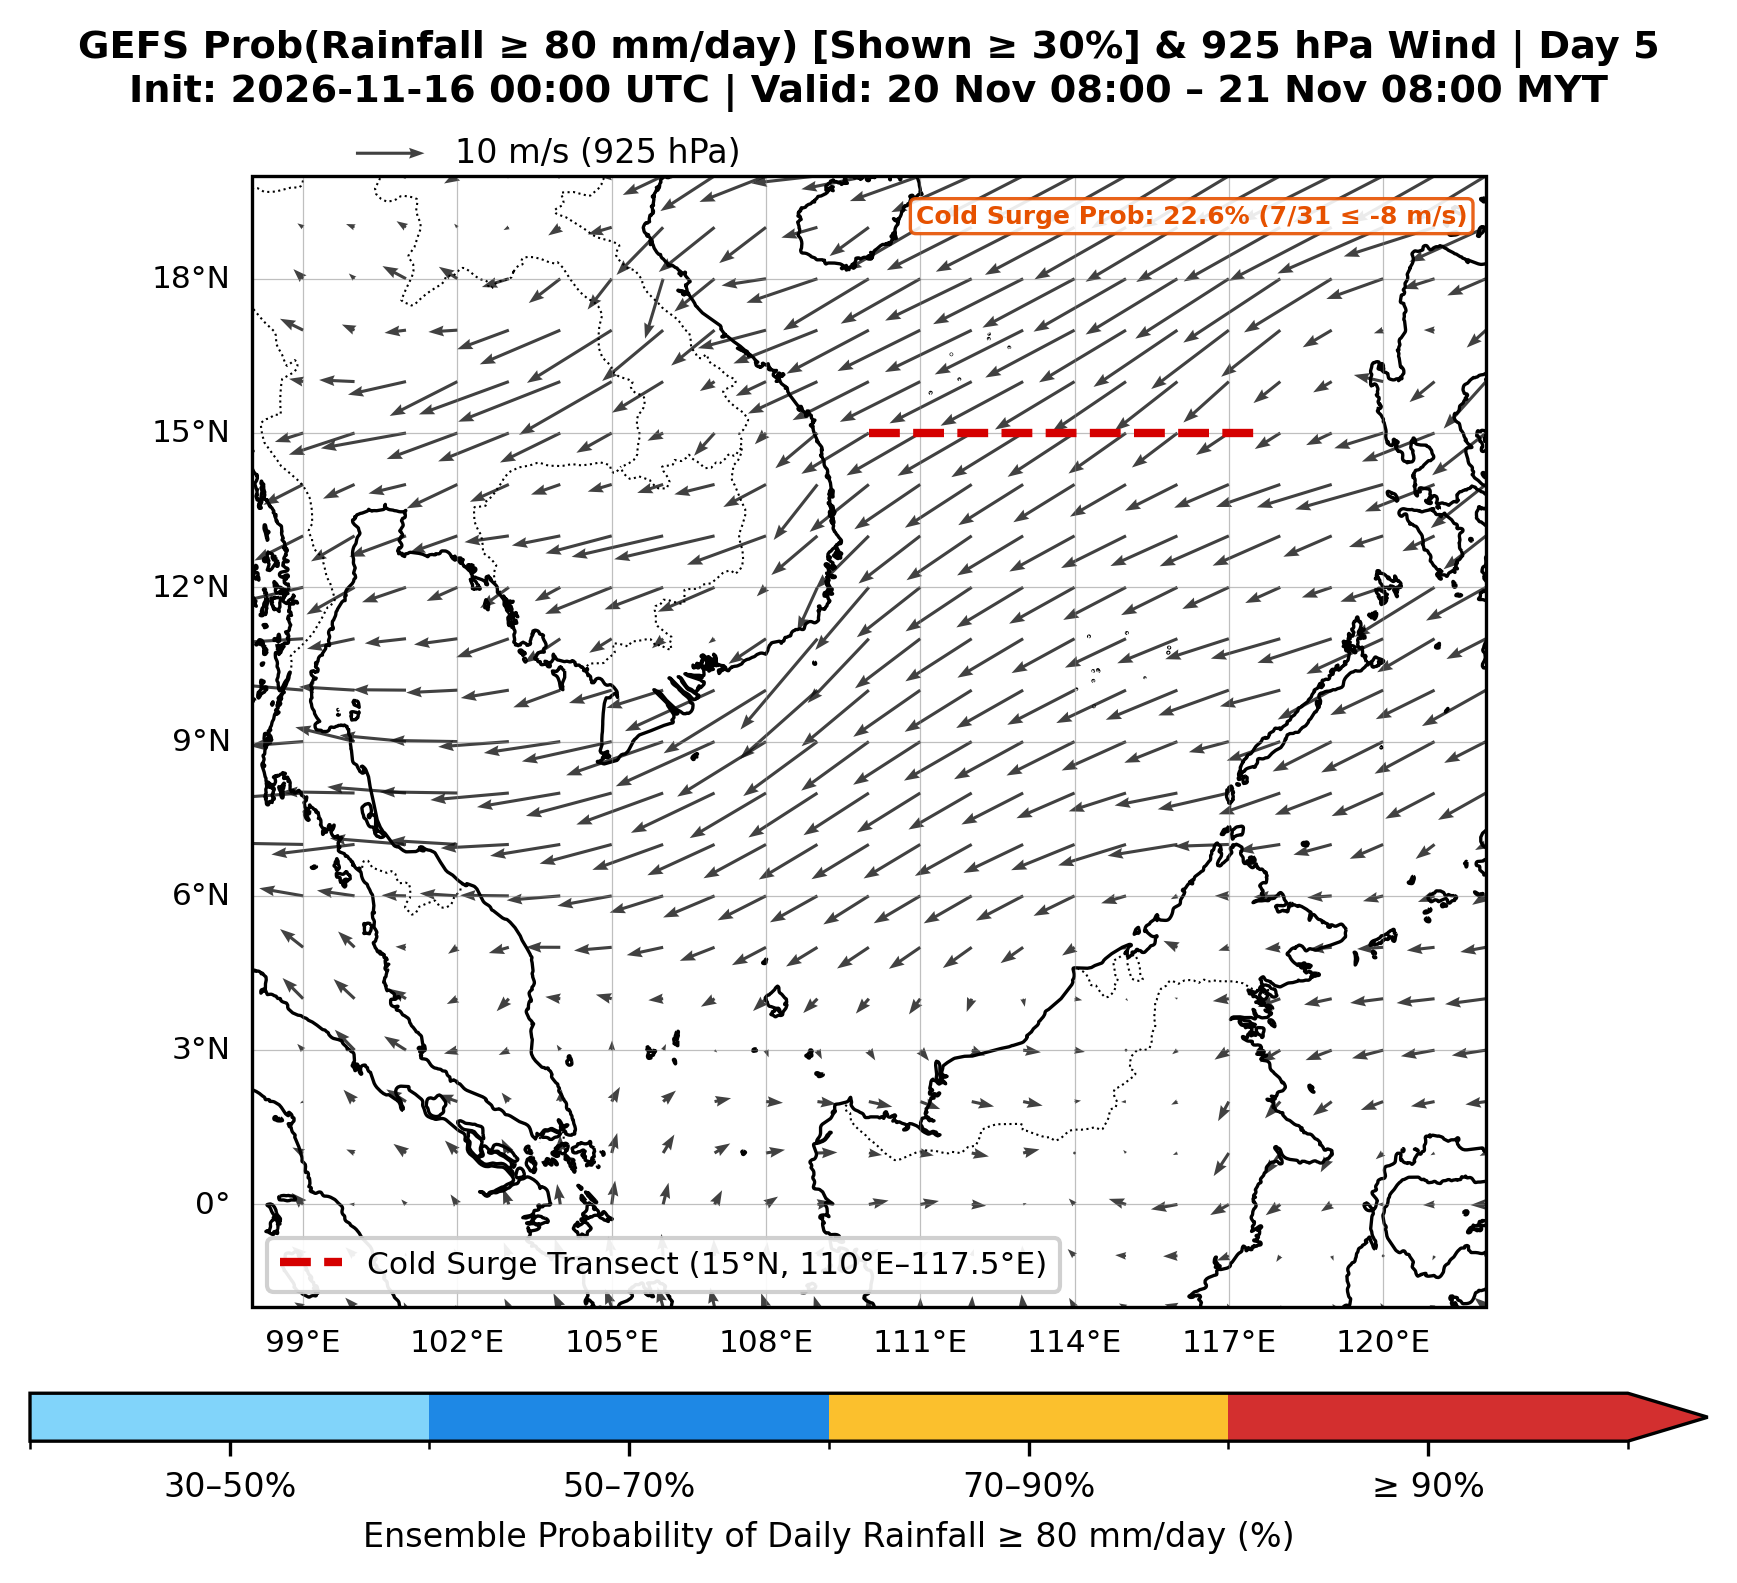 GEFS Prob(Rainfall ≥ 80 mm/day) [Shown ≥ 30%] & 925 hPa Wind | Day 5
Init: 2026-11-16 00:00 UTC | Valid: 20 Nov 08:00 – 21 Nov 08:00 MYT
10 m/s (925 hPa)
Cold Surge Prob: 22.6% (7/31 ≤ -8 m/s)
18°N
15°N
12°N
9°N
6°N
3°N
0°
Cold Surge Transect (15°N, 110°E–117.5°E)
99°E 102°E 105°E 108°E 111°E 114°E 117°E 120°E
30–50% 50–70% 70–90% ≥ 90%
Ensemble Probability of Daily Rainfall ≥ 80 mm/day (%)